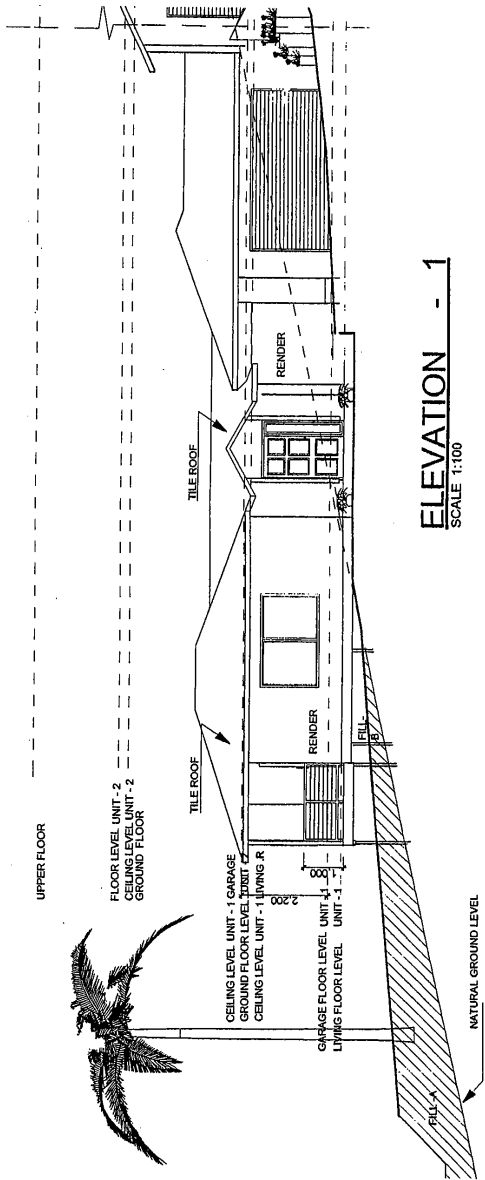 UPPER FLOOR
FLOOR LEVEL UNIT - 2
CEILING LEVEL UNIT - 2
GROUND FLOOR
TILE ROOF
TILE ROOF
CEILING LEVEL UNIT - 1 GARAGE
GROUND FLOOR LEVEL UNIT
CEILING LEVEL UNIT - 1 LIVING .R
2,200
000
GARAGE FLOOR LEVEL UNIT - 1
LIVING FLOOR LEVEL UNIT - 1
RENDER
RENDER
FILL - B
FILL - A
NATURAL GROUND LEVEL
ELEVATION - 1
SCALE 1:100